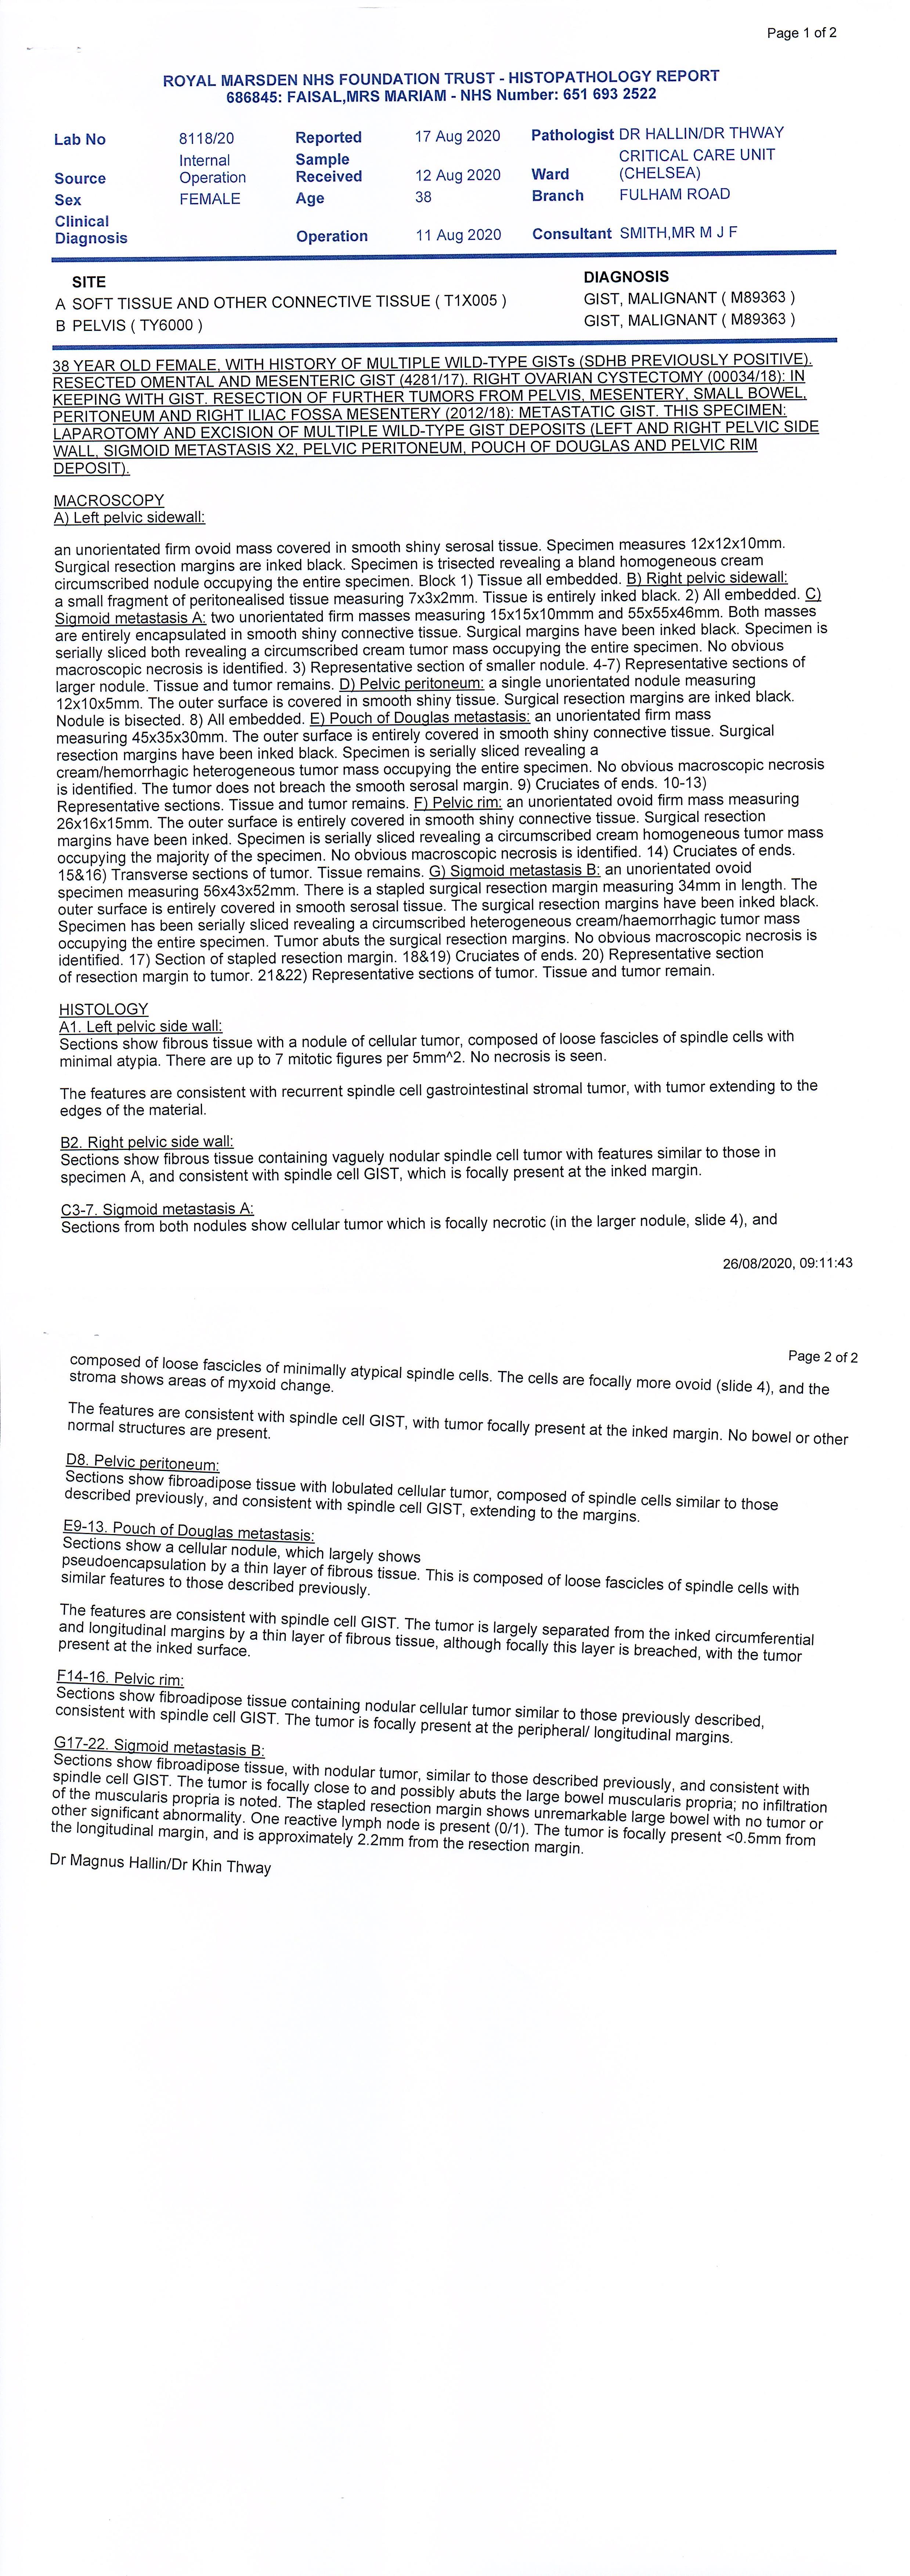 Page 1 of 2
ROYAL MARSDEN NHS FOUNDATION TRUST - HISTOPATHOLOGY REPORT
686845: FAISAL,MRS MARIAM - NHS Number: 651 693 2522
Lab No 8118/20 Reported 17 Aug 2020 Pathologist DR HALLIN/DR THWAY
Source Internal Operation Sample Received 12 Aug 2020 Ward CRITICAL CARE UNIT (CHELSEA)
Sex FEMALE Age 38 Branch FULHAM ROAD
Clinical Diagnosis Operation 11 Aug 2020 Consultant SMITH,MR M J F
SITE DIAGNOSIS
A SOFT TISSUE AND OTHER CONNECTIVE TISSUE ( T1X005 ) GIST, MALIGNANT ( M89363 )
B PELVIS ( TY6000 ) GIST, MALIGNANT ( M89363 )
38 YEAR OLD FEMALE, WITH HISTORY OF MULTIPLE WILD-TYPE GISTs (SDHB PREVIOUSLY POSITIVE).
RESECTED OMENTAL AND MESENTERIC GIST (4281/17). RIGHT OVARIAN CYSTECTOMY (00034/18): IN
KEEPING WITH GIST. RESECTION OF FURTHER TUMORS FROM PELVIS, MESENTERY, SMALL BOWEL,
PERITONEUM AND RIGHT ILIAC FOSSA MESENTERY (2012/18): METASTATIC GIST. THIS SPECIMEN:
LAPAROTOMY AND EXCISION OF MULTIPLE WILD-TYPE GIST DEPOSITS (LEFT AND RIGHT PELVIC SIDE
WALL, SIGMOID METASTASIS X2, PELVIC PERITONEUM, POUCH OF DOUGLAS AND PELVIC RIM
DEPOSIT).
MACROSCOPY
A) Left pelvic sidewall:
an unorientated firm ovoid mass covered in smooth shiny serosal tissue. Specimen measures 12x12x10mm.
Surgical resection margins are inked black. Specimen is trisected revealing a bland homogeneous cream
circumscribed nodule occupying the entire specimen. Block 1) Tissue all embedded. B) Right pelvic sidewall:
a small fragment of peritonealised tissue measuring 7x3x2mm. Tissue is entirely inked black. 2) All embedded. C)
Sigmoid metastasis A: two unorientated firm masses measuring 15x15x10mmm and 55x55x46mm. Both masses
are entirely encapsulated in smooth shiny connective tissue. Surgical margins have been inked black. Specimen is
serially sliced both revealing a circumscribed cream tumor mass occupying the entire specimen. No obvious
macroscopic necrosis is identified. 3) Representative section of smaller nodule. 4-7) Representative sections of
larger nodule. Tissue and tumor remains. D) Pelvic peritoneum: a single unorientated nodule measuring
12x10x5mm. The outer surface is covered in smooth shiny tissue. Surgical resection margins are inked black.
Nodule is bisected. 8) All embedded. E) Pouch of Douglas metastasis: an unorientated firm mass
measuring 45x35x30mm. The outer surface is entirely covered in smooth shiny connective tissue. Surgical
resection margins have been inked black. Specimen is serially sliced revealing a
cream/hemorrhagic heterogeneous tumor mass occupying the entire specimen. No obvious macroscopic necrosis
is identified. The tumor does not breach the smooth serosal margin. 9) Cruciates of ends. 10-13)
Representative sections. Tissue and tumor remains. F) Pelvic rim: an unorientated ovoid firm mass measuring
26x16x15mm. The outer surface is entirely covered in smooth shiny connective tissue. Surgical resection
margins have been inked. Specimen is serially sliced revealing a circumscribed cream homogeneous tumor mass
occupying the majority of the specimen. No obvious macroscopic necrosis is identified. 14) Cruciates of ends.
15&16) Transverse sections of tumor. Tissue remains. G) Sigmoid metastasis B: an unorientated ovoid
specimen measuring 56x43x52mm. There is a stapled surgical resection margin measuring 34mm in length. The
outer surface is entirely covered in smooth serosal tissue. The surgical resection margins have been inked black.
Specimen has been serially sliced revealing a circumscribed heterogeneous cream/haemorrhagic tumor mass
occupying the entire specimen. Tumor abuts the surgical resection margins. No obvious macroscopic necrosis is
identified. 17) Section of stapled resection margin. 18&19) Cruciates of ends. 20) Representative section
of resection margin to tumor. 21&22) Representative sections of tumor. Tissue and tumor remain.
HISTOLOGY
A1. Left pelvic side wall:
Sections show fibrous tissue with a nodule of cellular tumor, composed of loose fascicles of spindle cells with
minimal atypia. There are up to 7 mitotic figures per 5mm^2. No necrosis is seen.
The features are consistent with recurrent spindle cell gastrointestinal stromal tumor, with tumor extending to the
edges of the material.
B2. Right pelvic side wall:
Sections show fibrous tissue containing vaguely nodular spindle cell tumor with features similar to those in
specimen A, and consistent with spindle cell GIST, which is focally present at the inked margin.
C3-7. Sigmoid metastasis A:
Sections from both nodules show cellular tumor which is focally necrotic (in the larger nodule, slide 4), and
26/08/2020, 09:11:43
Page 2 of 2
composed of loose fascicles of minimally atypical spindle cells. The cells are focally more ovoid (slide 4), and the
stroma shows areas of myxoid change.
The features are consistent with spindle cell GIST, with tumor focally present at the inked margin. No bowel or other
normal structures are present.
D8. Pelvic peritoneum:
Sections show fibroadipose tissue with lobulated cellular tumor, composed of spindle cells similar to those
described previously, and consistent with spindle cell GIST, extending to the margins.
E9-13. Pouch of Douglas metastasis:
Sections show a cellular nodule, which largely shows
pseudoencapsulation by a thin layer of fibrous tissue. This is composed of loose fascicles of spindle cells with
similar features to those described previously.
The features are consistent with spindle cell GIST. The tumor is largely separated from the inked circumferential
and longitudinal margins by a thin layer of fibrous tissue, although focally this layer is breached, with the tumor
present at the inked surface.
F14-16. Pelvic rim:
Sections show fibroadipose tissue containing nodular cellular tumor similar to those previously described,
consistent with spindle cell GIST. The tumor is focally present at the peripheral/ longitudinal margins.
G17-22. Sigmoid metastasis B:
Sections show fibroadipose tissue, with nodular tumor, similar to those described previously, and consistent with
spindle cell GIST. The tumor is focally close to and possibly abuts the large bowel muscularis propria; no infiltration
of the muscularis propria is noted. The stapled resection margin shows unremarkable large bowel with no tumor or
other significant abnormality. One reactive lymph node is present (0/1). The tumor is focally present <0.5mm from
the longitudinal margin, and is approximately 2.2mm from the resection margin.
Dr Magnus Hallin/Dr Khin Thway